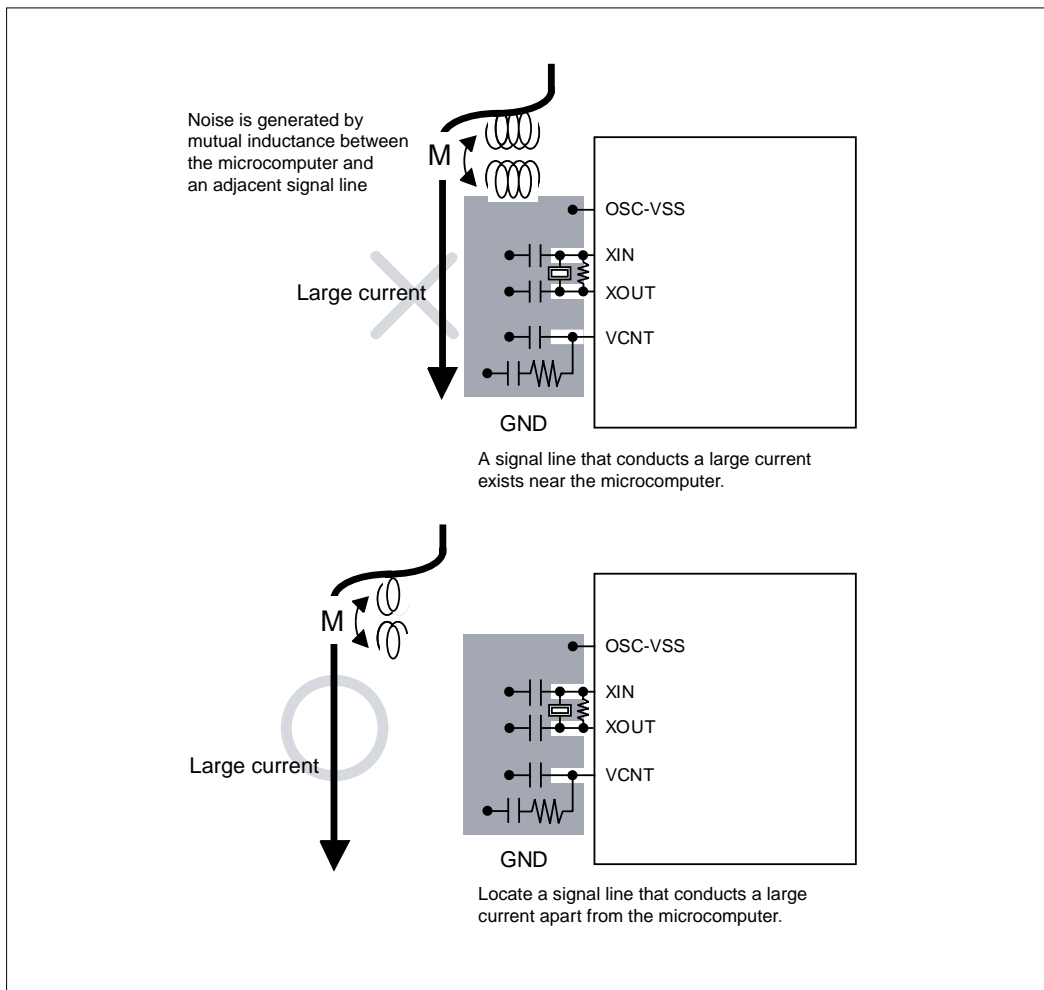 Noise is generated by
mutual inductance between
the microcomputer and
an adjacent signal line
M
OSC-VSS
XIN
Large current
XOUT
VCNT
GND
A signal line that conducts a large current
exists near the microcomputer.
M
OSC-VSS
XIN
XOUT
Large current
VCNT
GND
Locate a signal line that conducts a large
current apart from the microcomputer.